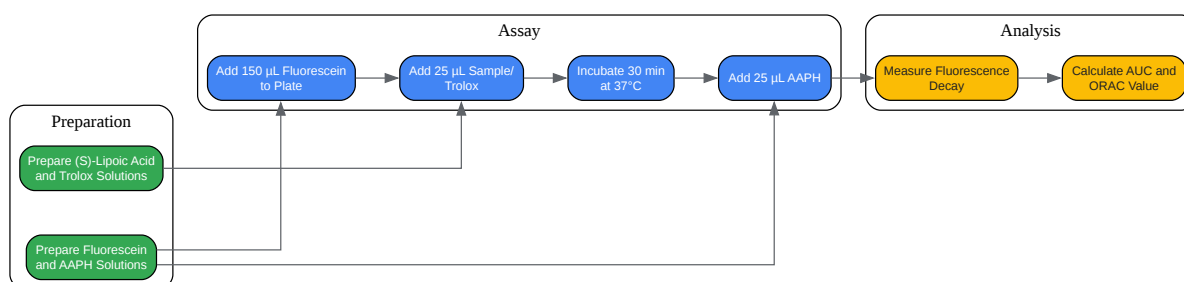 Assay
Add 150 µL Fluorescein
to Plate
Add 25 µL Sample/
Trolox
Incubate 30 min
at 37°C
Add 25 µL AAPH
Analysis
Measure Fluorescence
Decay
Calculate AUC and
ORAC Value
Preparation
Prepare (S)-Lipoic Acid
and Trolox Solutions
Prepare Fluorescein
and AAPH Solutions